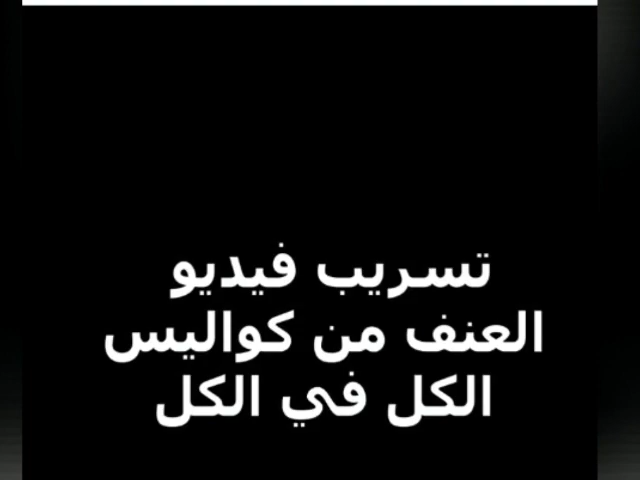 تسريب فيديو
العنف من كواليس
الكل في الكل